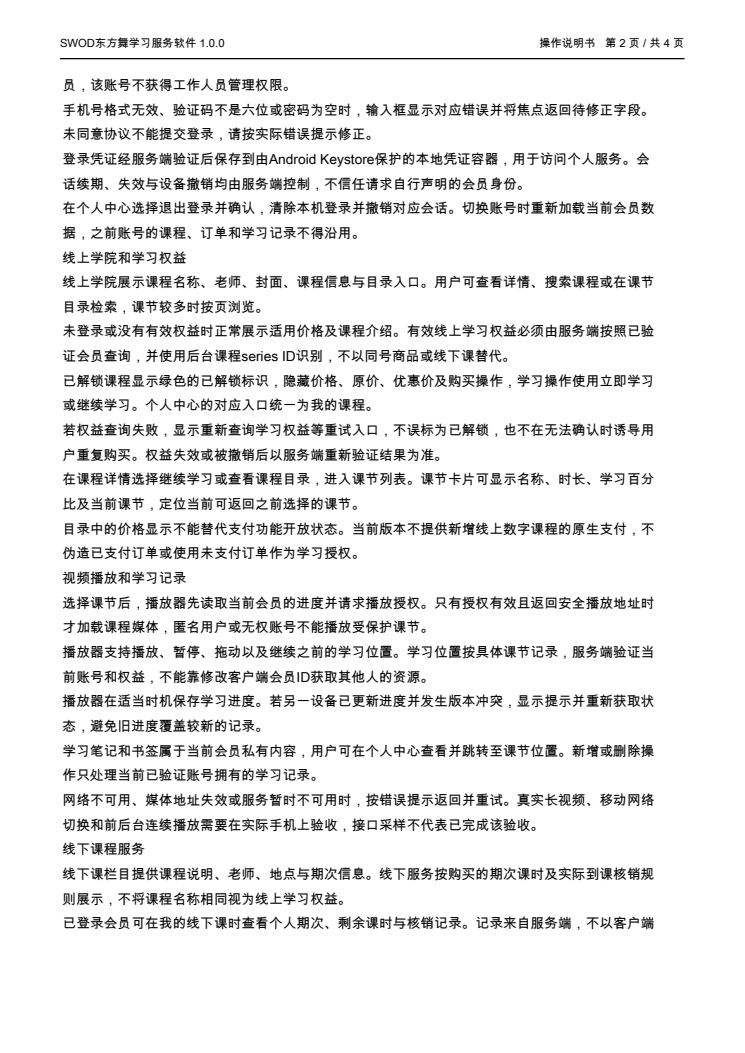 SWOD东方舞学习服务软件 1.0.0
操作说明书 第 2 页 / 共 4 页
员，该账号不获得工作人员管理权限。
手机号格式无效、验证码不是六位或密码为空时，输入框显示对应错误并将焦点返回待修正字段。
未同意协议不能提交登录，请按实际错误提示修正。
登录凭证经服务端验证后保存到由Android Keystore保护的本地凭证容器，用于访问个人服务。会
话续期、失效与设备撤销均由服务端控制，不信任请求自行声明的会员身份。
在个人中心选择退出登录并确认，清除本机登录并撤销对应会话。切换账号时重新加载当前会员数
据，之前账号的课程、订单和学习记录不得沿用。
线上学院和学习权益
线上学院展示课程名称、老师、封面、课程信息与目录入口。用户可查看详情、搜索课程或在课节
目录检索，课节较多时按页浏览。
未登录或没有有效权益时正常展示适用价格及课程介绍。有效线上学习权益必须由服务端按照已验
证会员查询，并使用后台课程series ID识别，不以同号商品或线下课替代。
已解锁课程显示绿色的已解锁标识，隐藏价格、原价、优惠价及购买操作，学习操作使用立即学习
或继续学习。个人中心的对应入口统一为我的课程。
若权益查询失败，显示重新查询学习权益等重试入口，不误标为已解锁，也不在无法确认时诱导用
户重复购买。权益失效或被撤销后以服务端重新验证结果为准。
在课程详情选择继续学习或查看课程目录，进入课节列表。课节卡片可显示名称、时长、学习百分
比及当前课节，定位当前可返回之前选择的课节。
目录中的价格显示不能替代支付功能开放状态。当前版本不提供新增线上数字课程的原生支付，不
伪造已支付订单或使用未支付订单作为学习授权。
视频播放和学习记录
选择课节后，播放器先读取当前会员的进度并请求播放授权。只有授权有效且返回安全播放地址时
才加载课程媒体，匿名用户或无权账号不能播放受保护课节。
播放器支持播放、暂停、拖动以及继续之前的学习位置。学习位置按具体课节记录，服务端验证当
前账号和权益，不能靠修改客户端会员ID获取其他人的资源。
播放器在适当时机保存学习进度。若另一设备已更新进度并发生版本冲突，显示提示并重新获取状
态，避免旧进度覆盖较新的记录。
学习笔记和书签属于当前会员私有内容，用户可在个人中心查看并跳转至课节位置。新增或删除操
作只处理当前已验证账号拥有的学习记录。
网络不可用、媒体地址失效或服务暂时不可用时，按错误提示返回并重试。真实长视频、移动网络
切换和前后台连续播放需要在实际手机上验收，接口采样不代表已完成该验收。
线下课程服务
线下课栏目提供课程说明、老师、地点与期次信息。线下服务按购买的期次课时及实际到课核销规
则展示，不将课程名称相同视为线上学习权益。
已登录会员可在我的线下课时查看个人期次、剩余课时与核销记录。记录来自服务端，不以客户端